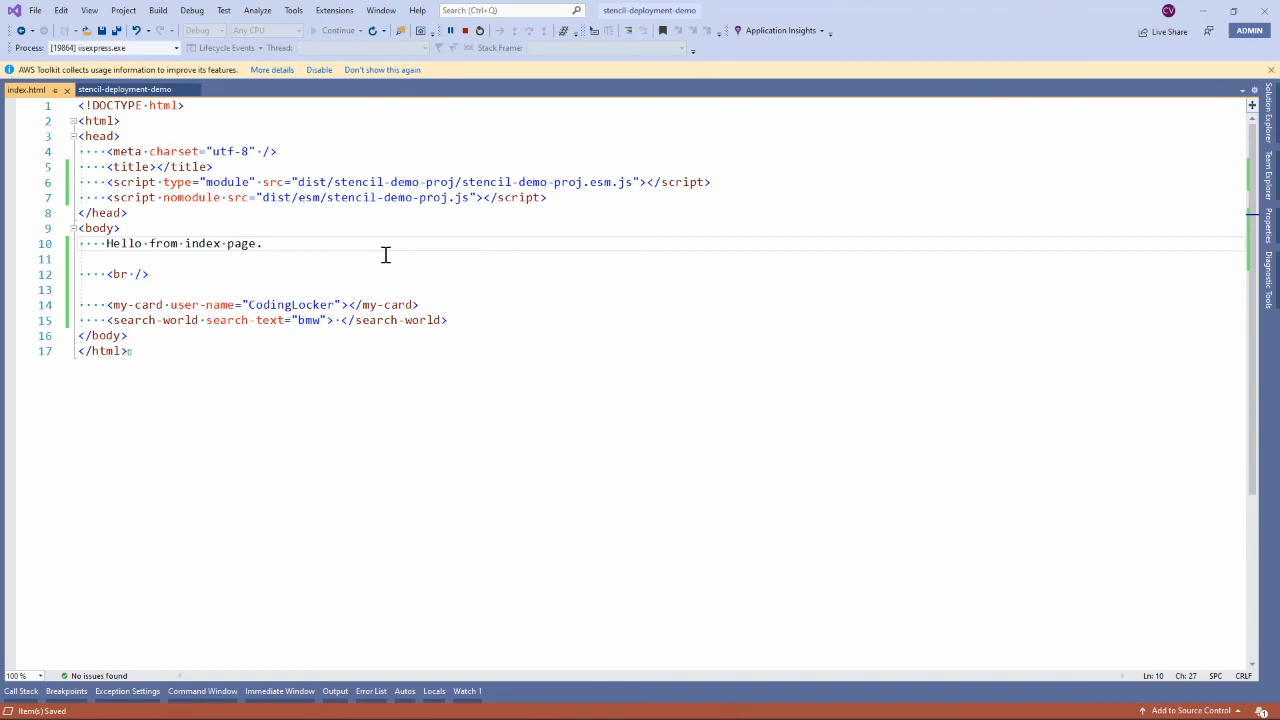 File Edit View Project Build Debug Test Analyze Tools Extensions Window Help Search (Ctrl+Q) stencil-deployment-demo CV
Debug Any CPU Continue Application Insights Live Share ADMIN
Process: [19864] iisexpress.exe Lifecycle Events Thread: Stack Frame:
AWS Toolkit collects usage information to improve its features. More details Disable Don't show this again
index.html stencil-deployment-demo
1 <!DOCTYPE·html>
2 <html>
3 <head>
4 ····<meta charset="utf-8"·/>
5 ····<title></title>
6 ····<script·type="module"·src="dist/stencil-demo-proj/stencil-demo-proj.esm.js"></script>
7 ····<script·nomodule·src="dist/esm/stencil-demo-proj.js"></script>
8 </head>
9 <body>
10 ····Hello·from·index·page.
11
12 ····<br·/>
13
14 ····<my-card·user-name="CodingLocker"></my-card>
15 ····<search-world·search-text="bmw">·</search-world>
16 </body>
17 </html>
Solution Explorer
Team Explorer
Properties
Diagnostic Tools
100 % No issues found Ln: 10 Ch: 27 SPC CRLF
Call Stack Breakpoints Exception Settings Command Window Immediate Window Output Error List Autos Locals Watch 1
Item(s) Saved Add to Source Control 1